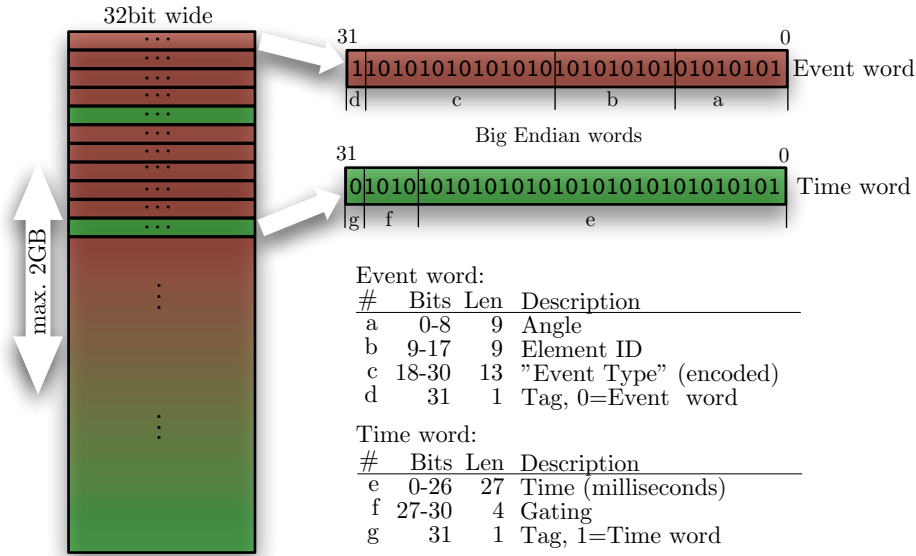 32bit wide
...
...
...
...
...
...
...
...
...
...
...
max. 2GB
31 0
11010101010101010101010101010101 Event word
d c b a
Big Endian words
31 0
01010101010101010101010101010101 Time word
g f e
Event word:
# Bits Len Description
a 0-8 9 Angle
b 9-17 9 Element ID
c 18-30 13 "Event Type" (encoded)
d 31 1 Tag, 0=Event word
Time word:
# Bits Len Description
e 0-26 27 Time (milliseconds)
f 27-30 4 Gating
g 31 1 Tag, 1=Time word